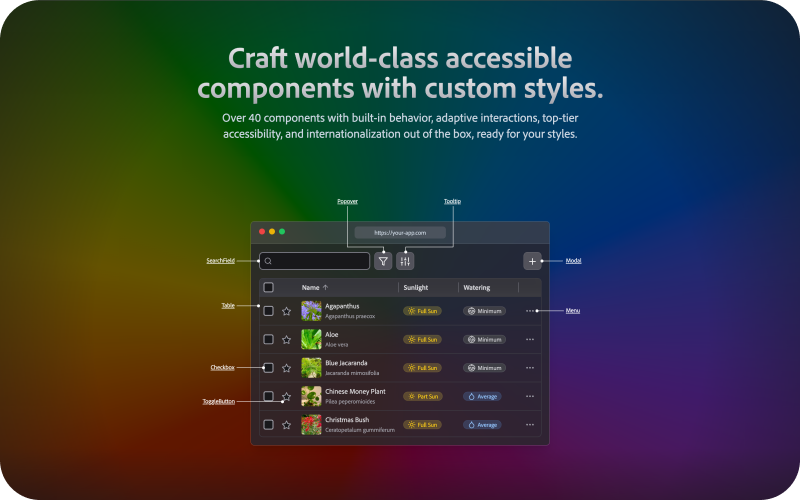 Craft world-class accessible
components with custom styles.
Over 40 components with built-in behavior, adaptive interactions, top-tier
accessibility, and internationalization out of the box, ready for your styles.
Popover
Tooltip
https://your-app.com
SearchField
Modal
Name
Sunlight
Watering
Table
Agapanthus
Agapanthus praecox
Full Sun
Minimum
Menu
Aloe
Aloe vera
Full Sun
Minimum
Checkbox
Blue Jacaranda
Jacaranda mimosifolia
Full Sun
Minimum
ToggleButton
Chinese Money Plant
Pilea peperomioides
Part Sun
Average
Christmas Bush
Ceratopetalum gummiferum
Full Sun
Average